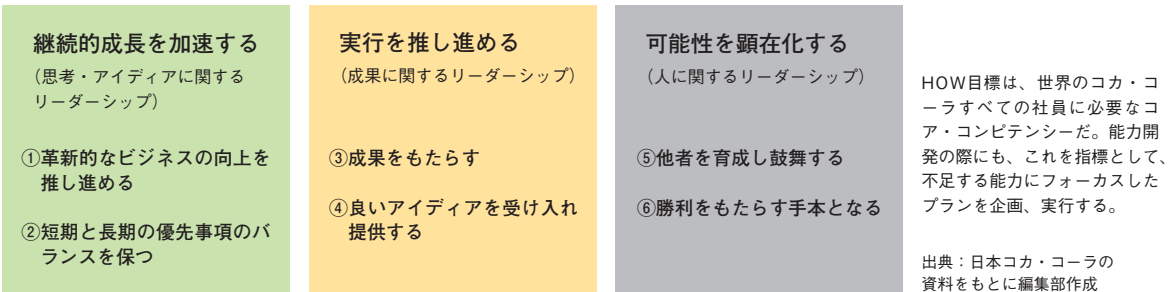 継続的成長を加速する
（思考・アイディアに関する
リーダーシップ）
①革新的なビジネスの向上を
推し進める
②短期と長期の優先事項のバ
ランスを保つ
実行を推し進める
（成果に関するリーダーシップ）
③成果をもたらす
④良いアイディアを受け入れ
提供する
可能性を顕在化する
（人に関するリーダーシップ）
⑤他者を育成し鼓舞する
⑥勝利をもたらす手本となる
HOW目標は、世界のコカ・コ
ーラすべての社員に必要なコ
ア・コンピテンシーだ。能力開
発の際にも、これを指標として、
不足する能力にフォーカスした
プランを企画、実行する。
出典：日本コカ・コーラの
資料をもとに編集部作成